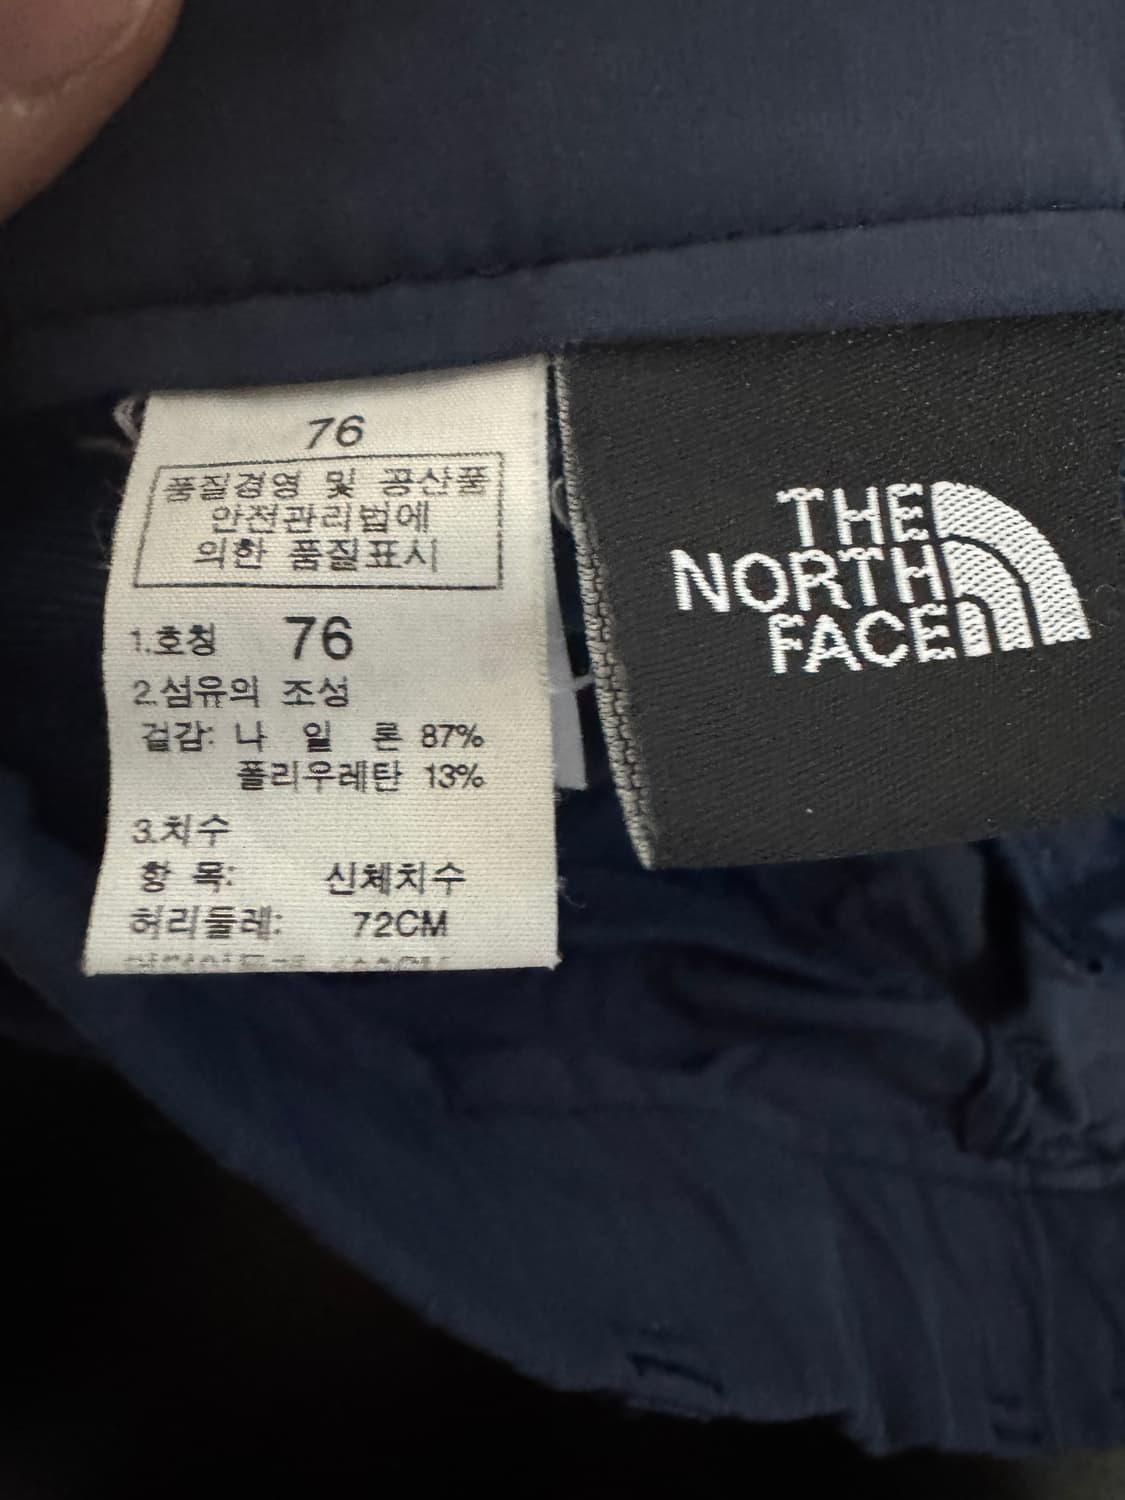 76
품질경영 및 공산품
안전관리법에
의한 품질표시
1.호칭 76
2.섬유의 조성
겉감: 나 일 론 87%
폴리우레탄 13%
3.치수
항 목: 신체치수
허리둘레: 72CM
THE
NORTH
FACE